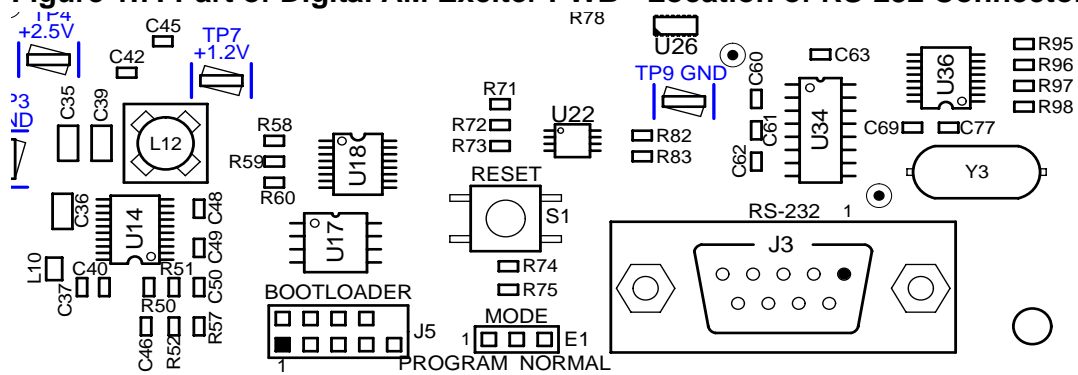 Figure 1.7: Part of Digital AM Exciter PWB - Location of RS-232 Connector
TP4
+2.5V
C45
C42
TP7
+1.2V
R78
U26
TP9 GND
C60
C63
U36
R95
R96
R97
R98
C35
C39
L12
R58
R59
R60
U18
R71
R72
R73
U22
R82
R83
C61
C62
U34
C69
C77
Y3
C36
U14
C48
C49
U17
RESET
S1
RS-232 1
J3
L10
C37
C40
R51
C50
R50
C46
R52
R57
R74
R75
BOOTLOADER
J5
1
MODE
1
E1
PROGRAM NORMAL